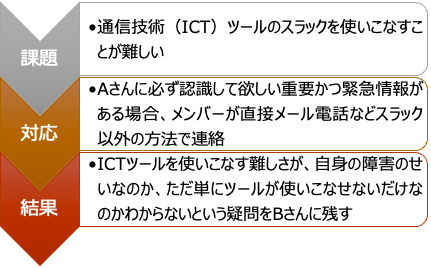 課題
•通信技術（ICT）ツールのスラックを使いこなすこ
とが難しい
対応
•Aさんに必ず認識して欲しい重要かつ緊急情報が
ある場合、メンバーが直接メール電話などスラック
以外の方法で連絡
結果
•ICTツールを使いこなす難しさが、自身の障害のせ
いなのか、ただ単にツールが使いこなせないだけな
のかわからないという疑問をBさんに残す